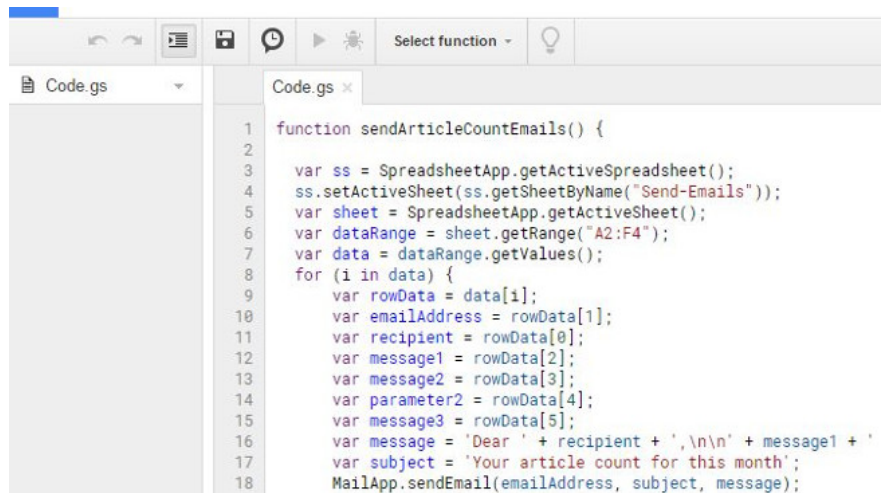 Select function
Code.gs
Code.gs ×
1 function sendArticleCountEmails() {
2
3 var ss = SpreadsheetApp.getActiveSpreadsheet();
4 ss.setActiveSheet(ss.getSheetByName("Send-Emails"));
5 var sheet = SpreadsheetApp.getActiveSheet();
6 var dataRange = sheet.getRange("A2:F4");
7 var data = dataRange.getValues();
8 for (i in data) {
9 var rowData = data[i];
10 var emailAddress = rowData[1];
11 var recipient = rowData[0];
12 var message1 = rowData[2];
13 var message2 = rowData[3];
14 var parameter2 = rowData[4];
15 var message3 = rowData[5];
16 var message = 'Dear ' + recipient + ',\n\n' + message1 + '
17 var subject = 'Your article count for this month';
18 MailApp.sendEmail(emailAddress, subject, message);